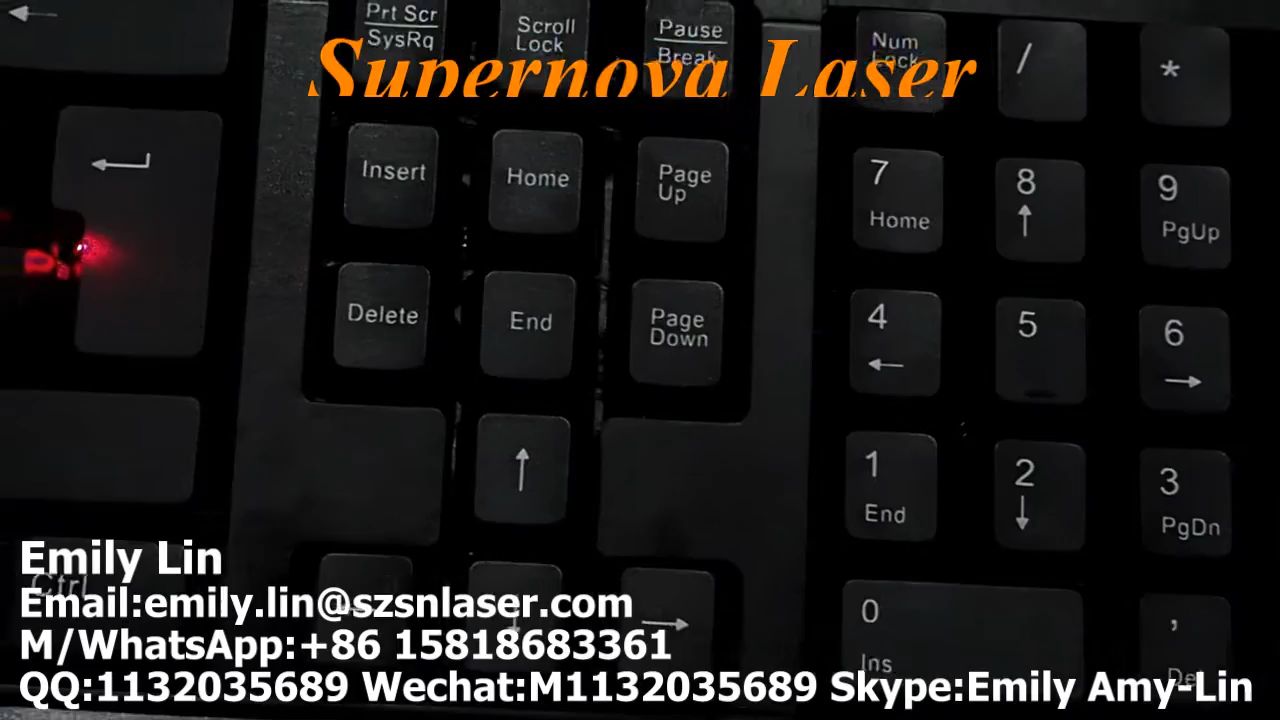 Prt Scr
SysRq
Scroll
Lock
Pause
Break
Num
Lock
/
*
Supernova Laser
Insert
Home
Page
Up
7
Home
8
↑
9
PgUp
Delete
End
Page
Down
4
←
5
6
→
↑
1
End
2
↓
3
PgDn
Ctrl
0
Ins
,
De
Emily Lin
Email:emily.lin@szsnlaser.com
M/WhatsApp:+86 15818683361
QQ:1132035689 Wechat:M1132035689 Skype:Emily Amy-Lin